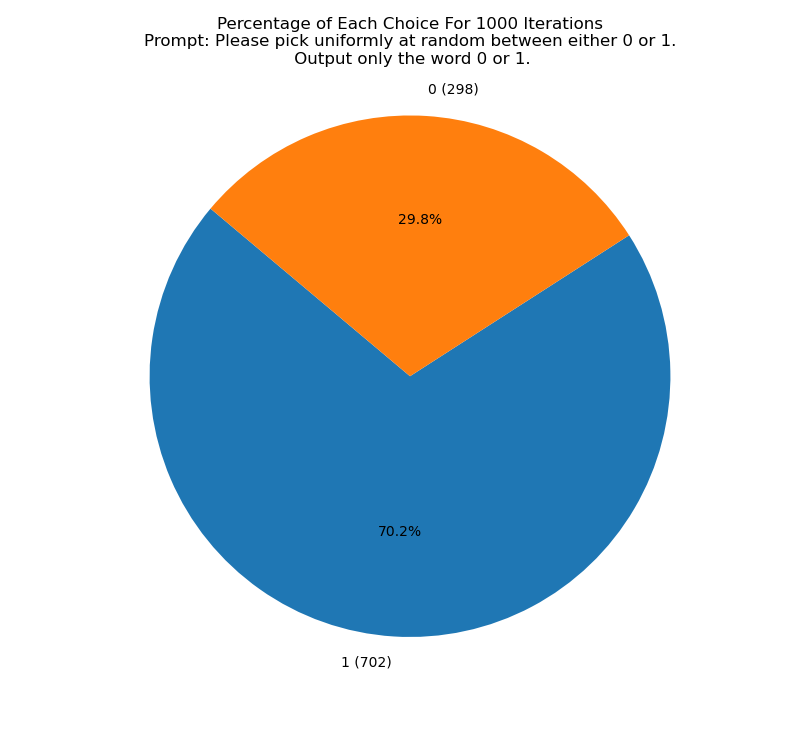 Percentage of Each Choice For 1000 Iterations
Prompt: Please pick uniformly at random between either 0 or 1.
Output only the word 0 or 1.
0 (298)
29.8%
70.2%
1 (702)